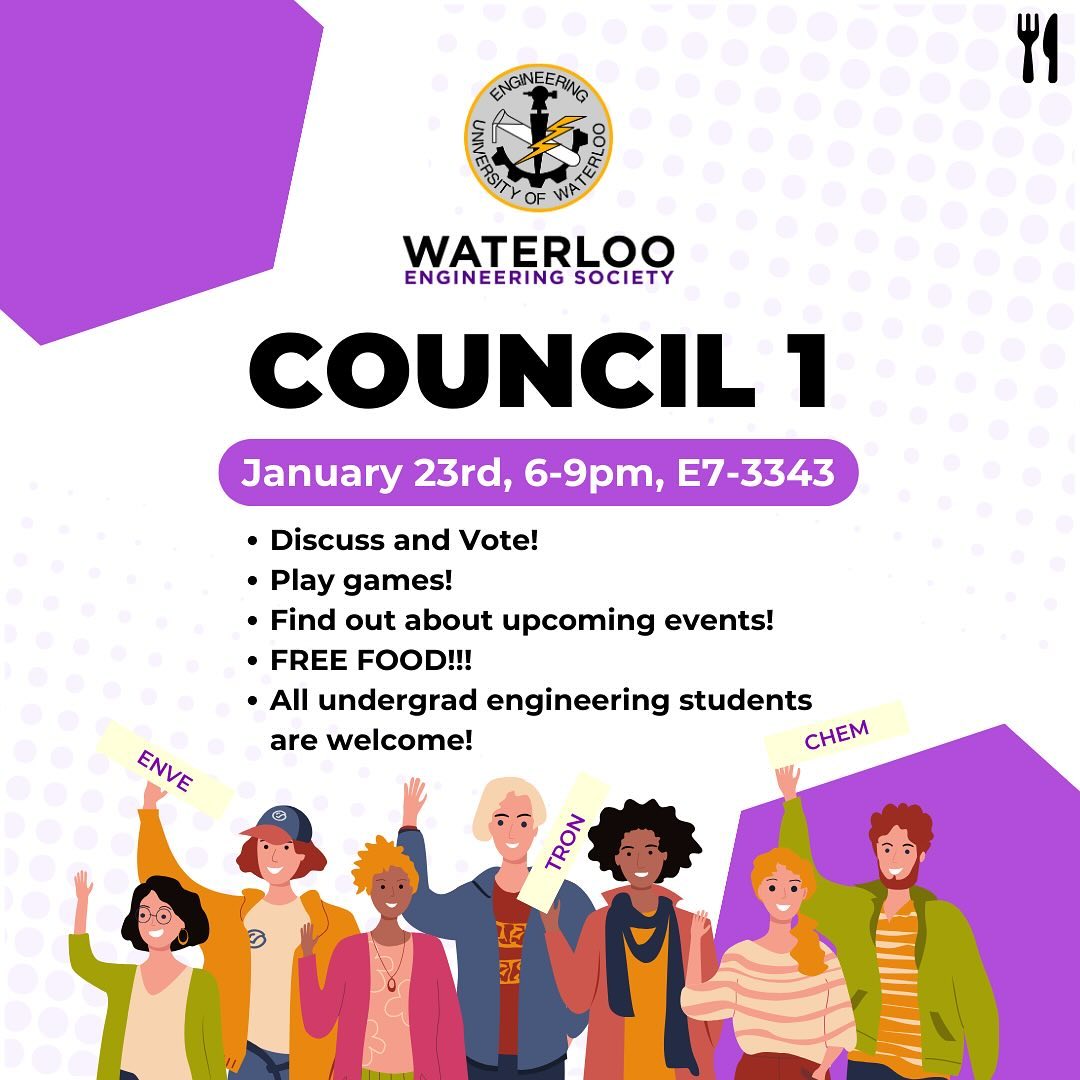 ENGINEERING
UNIVERSITY OF WATERLOO
WATERLOO
ENGINEERING SOCIETY
COUNCIL 1
January 23rd, 6-9pm, E7-3343
• Discuss and Vote!
• Play games!
• Find out about upcoming events!
• FREE FOOD!!!
• All undergrad engineering students
are welcome!
ENVE
TRON
CHEM